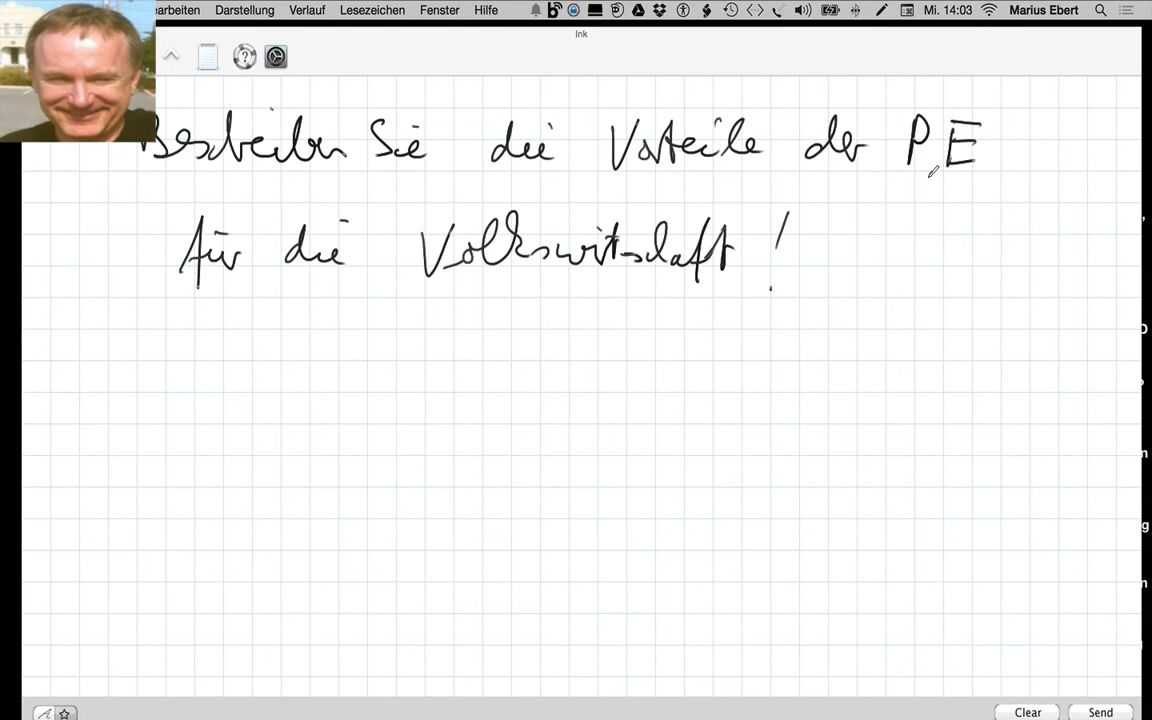 earbeiten Darstellung Verlauf Lesezeichen Fenster Hilfe Mi. 14:03 Marius Ebert
Ink
Beschreiben Sie die Vorteile der P.E
für die Volkswirtschaft!
Clear Send